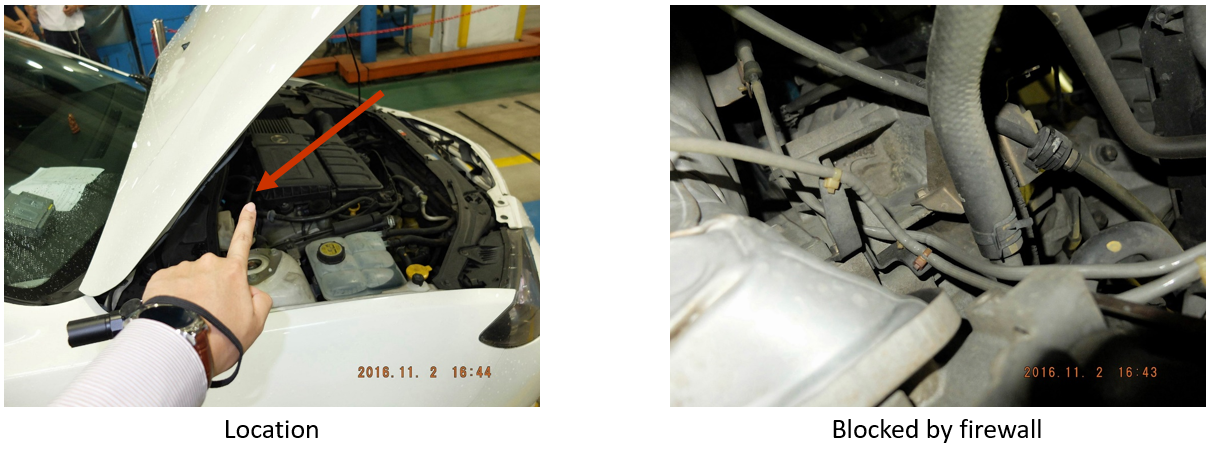 2016.11. 2 16:44
2016.11. 2 16:43
Location
Blocked by firewall